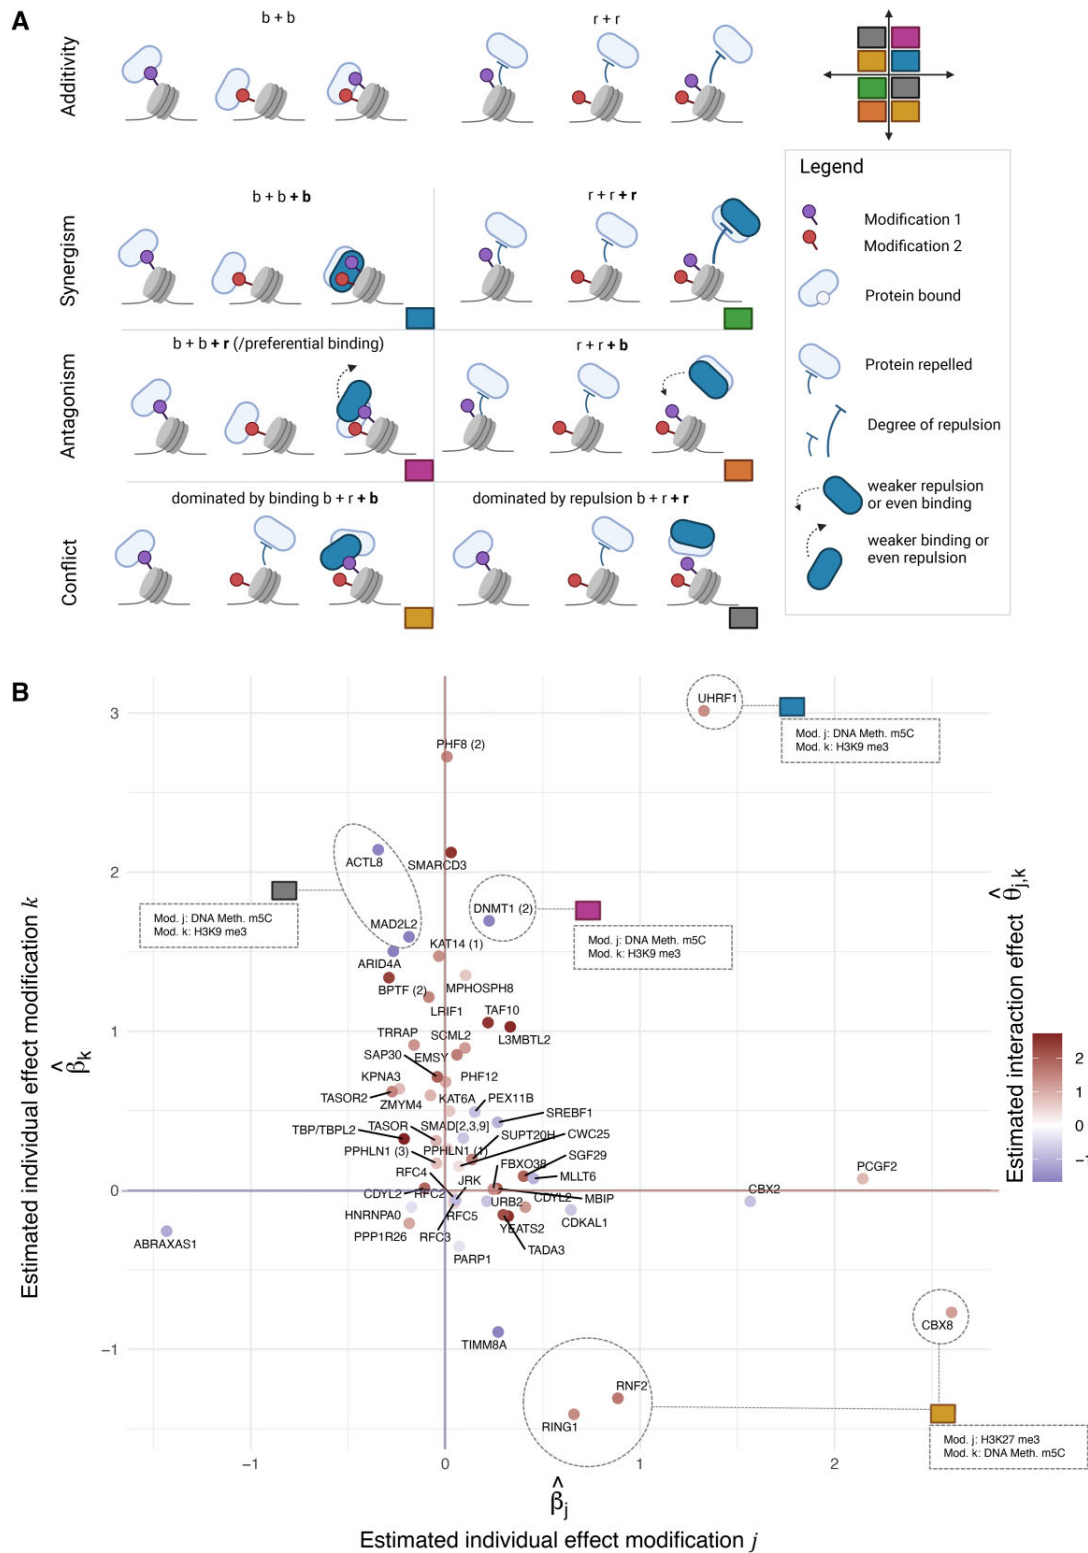 A
Additivity
b + b
r + r
Synergism
b + b + b
r + r + r
Antagonism
b + b + r (/preferential binding)
r + r + b
Conflict
dominated by binding b + r + b
dominated by repulsion b + r + r
Legend
Modification 1
Modification 2
Protein bound
Protein repelled
Degree of repulsion
weaker repulsion
or even binding
weaker binding or
even repulsion
B
Estimated individual effect modification k
β̂k
3
2
1
0
−1
UHRF1
Mod. j: DNA Meth. m5C
Mod. k: H3K9 me3
PHF8 (2)
ACTL8
SMARCD3
Mod. j: DNA Meth. m5C
Mod. k: H3K9 me3
MAD2L2
DNMT1 (2)
Mod. j: DNA Meth. m5C
Mod. k: H3K9 me3
KAT14 (1)
ARID4A
BPTF (2)
MPHOSPH8
LRIF1
TAF10
L3MBTL2
TRRAP
SCML2
SAP30
EMSY
KPNA3
PHF12
TASOR2
ZMYM4
KAT6A
PEX11B
SREBF1
TBP/TBPL2
TASOR
SMAD[2,3,9]
SUPT20H
CWC25
PPHLN1 (3)
PPHLN1 (1)
FBXO38
SGF29
RFC4
JRK
MLLT6
CDYL2
RFC2
URB2
CDYL2
MBIP
CBX2
PCGF2
HNRNPA0
RFC5
CDKAL1
PPP1R26
RFC3
YEATS2
TADA3
ABRAXAS1
PARP1
TIMM8A
CBX8
RNF2
RING1
Mod. j: H3K27 me3
Mod. k: DNA Meth. m5C
−1
0
1
2
β̂j
Estimated individual effect modification j
Estimated interaction effect θ̂j,k
2
1
0
−1